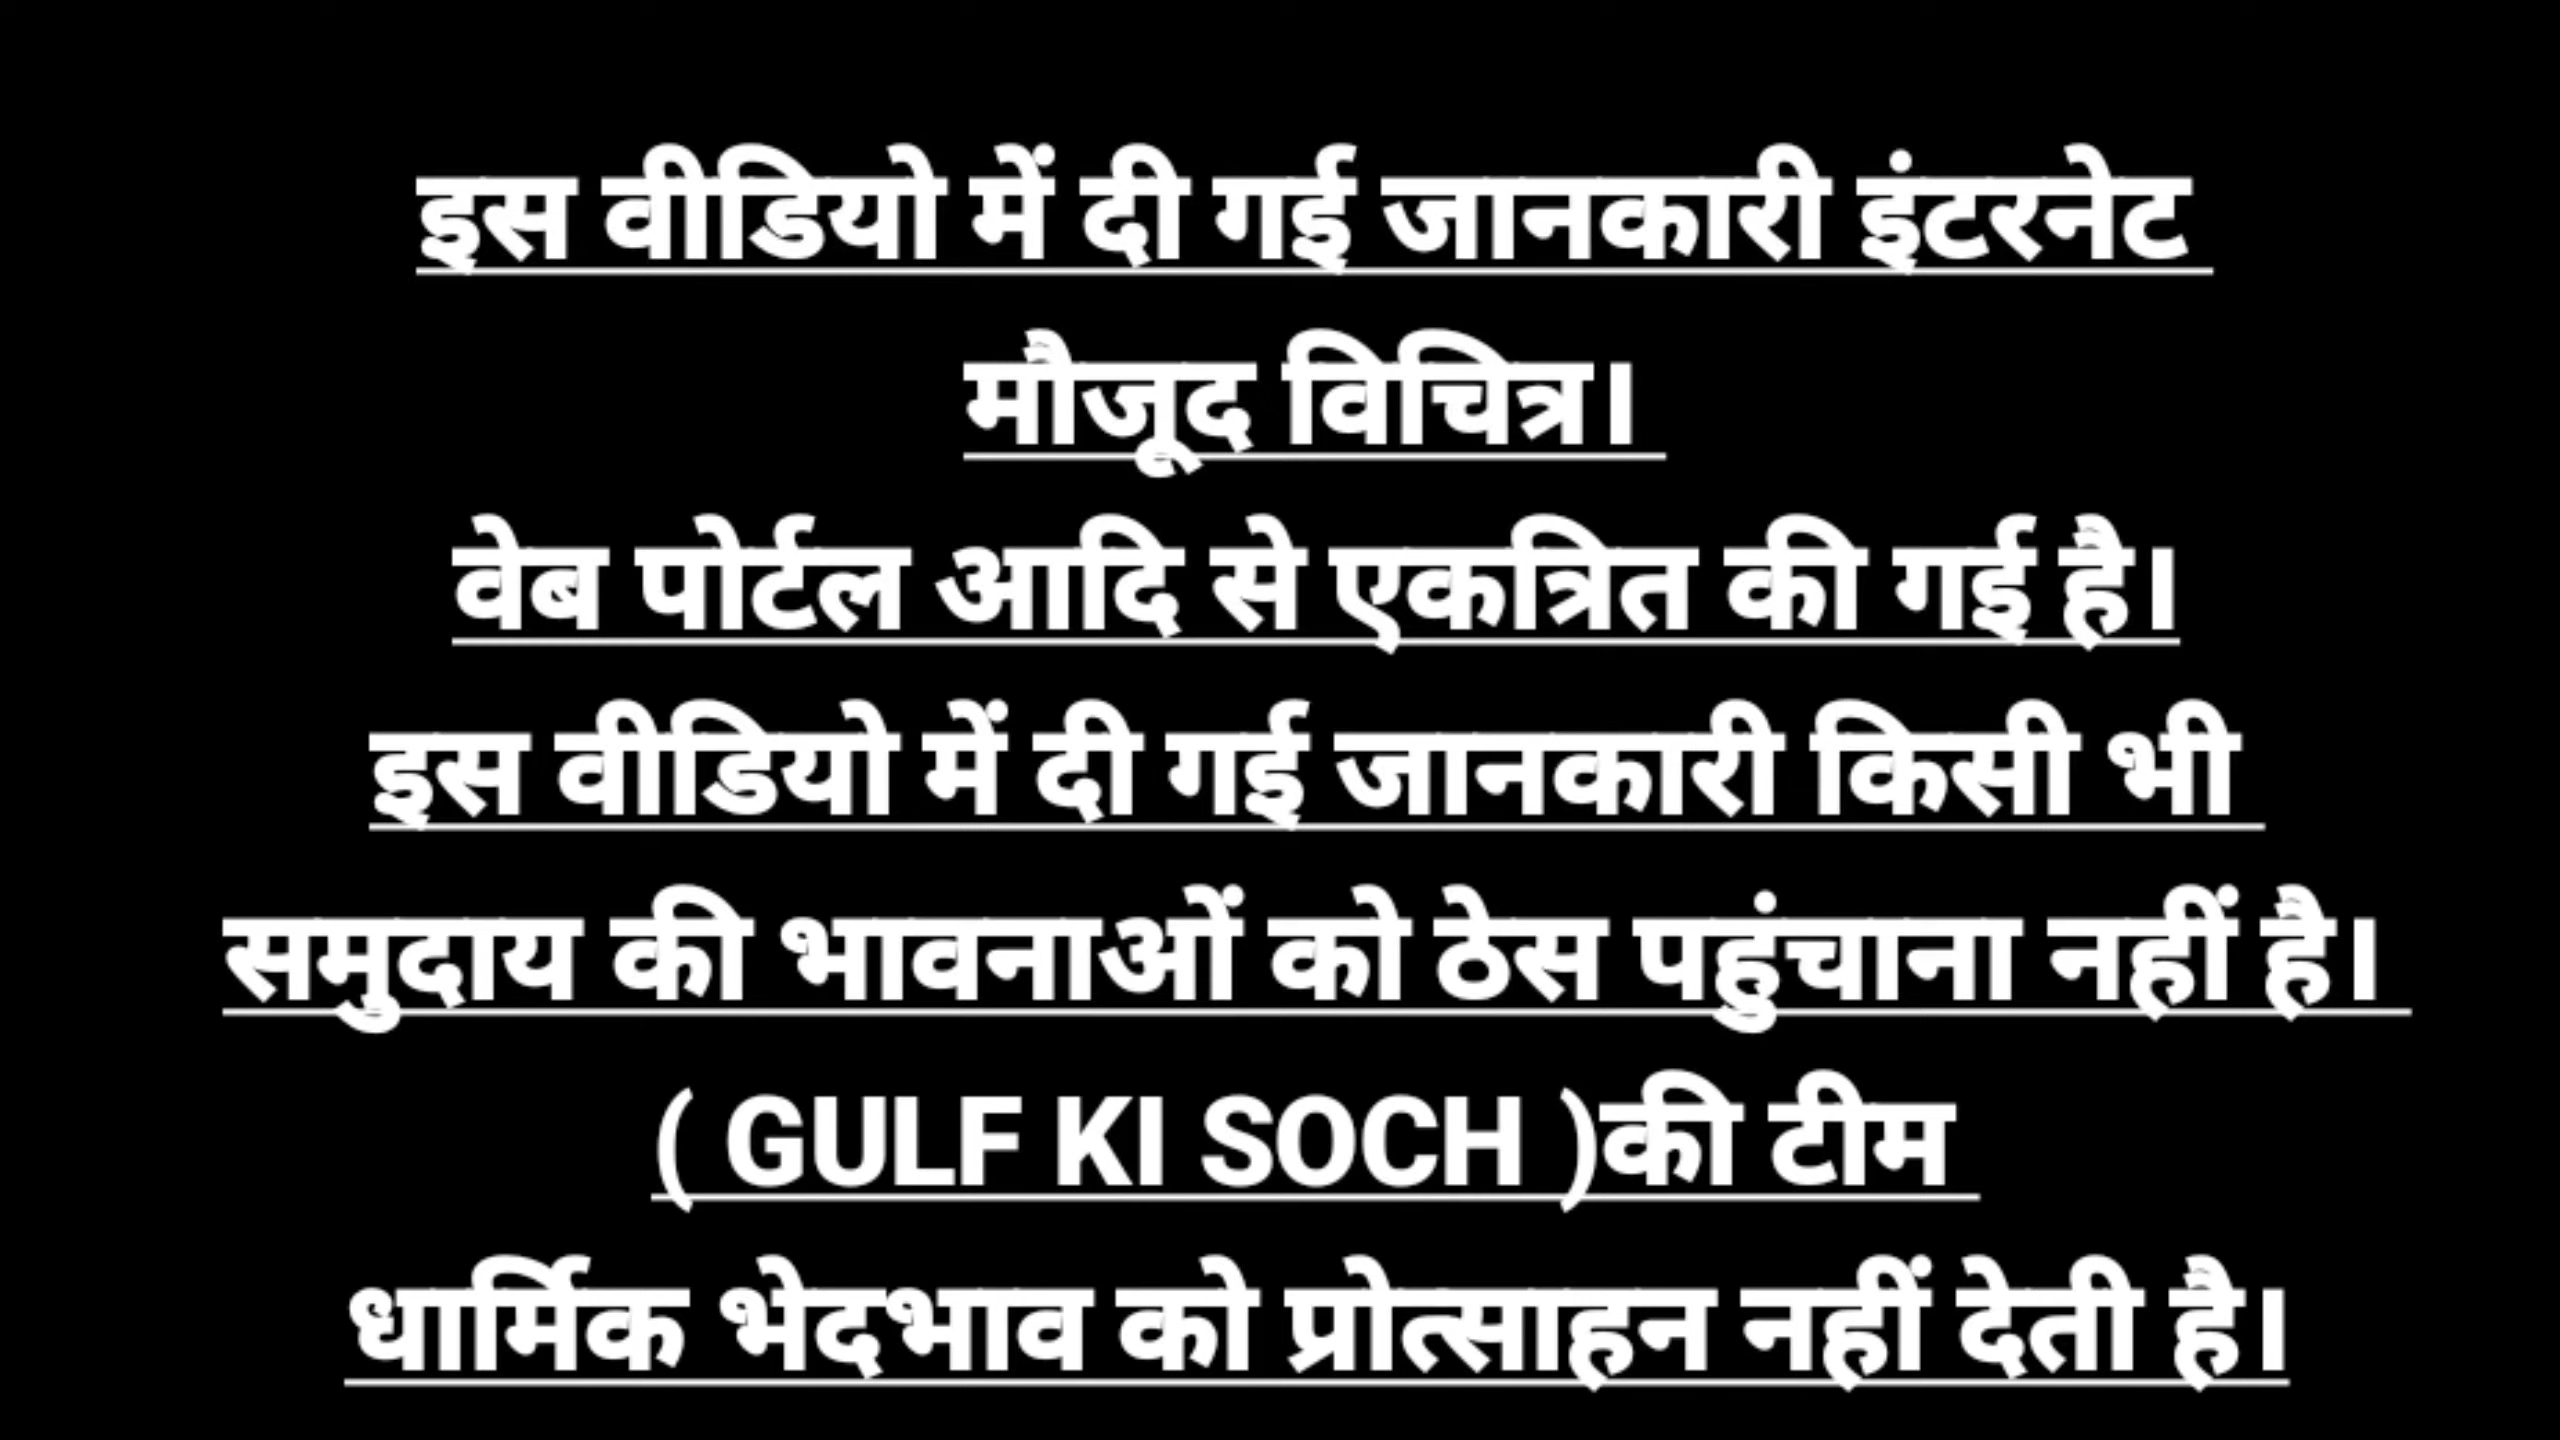 इस वीडियो में दी गई जानकारी इंटरनेट
मौजूद विचित्र।
वेब पोर्टल आदि से एकत्रित की गई है।
इस वीडियो में दी गई जानकारी किसी भी
समुदाय की भावनाओं को ठेस पहुंचाना नहीं है।
( GULF KI SOCH )की टीम
धार्मिक भेदभाव को प्रोत्साहन नहीं देती है।